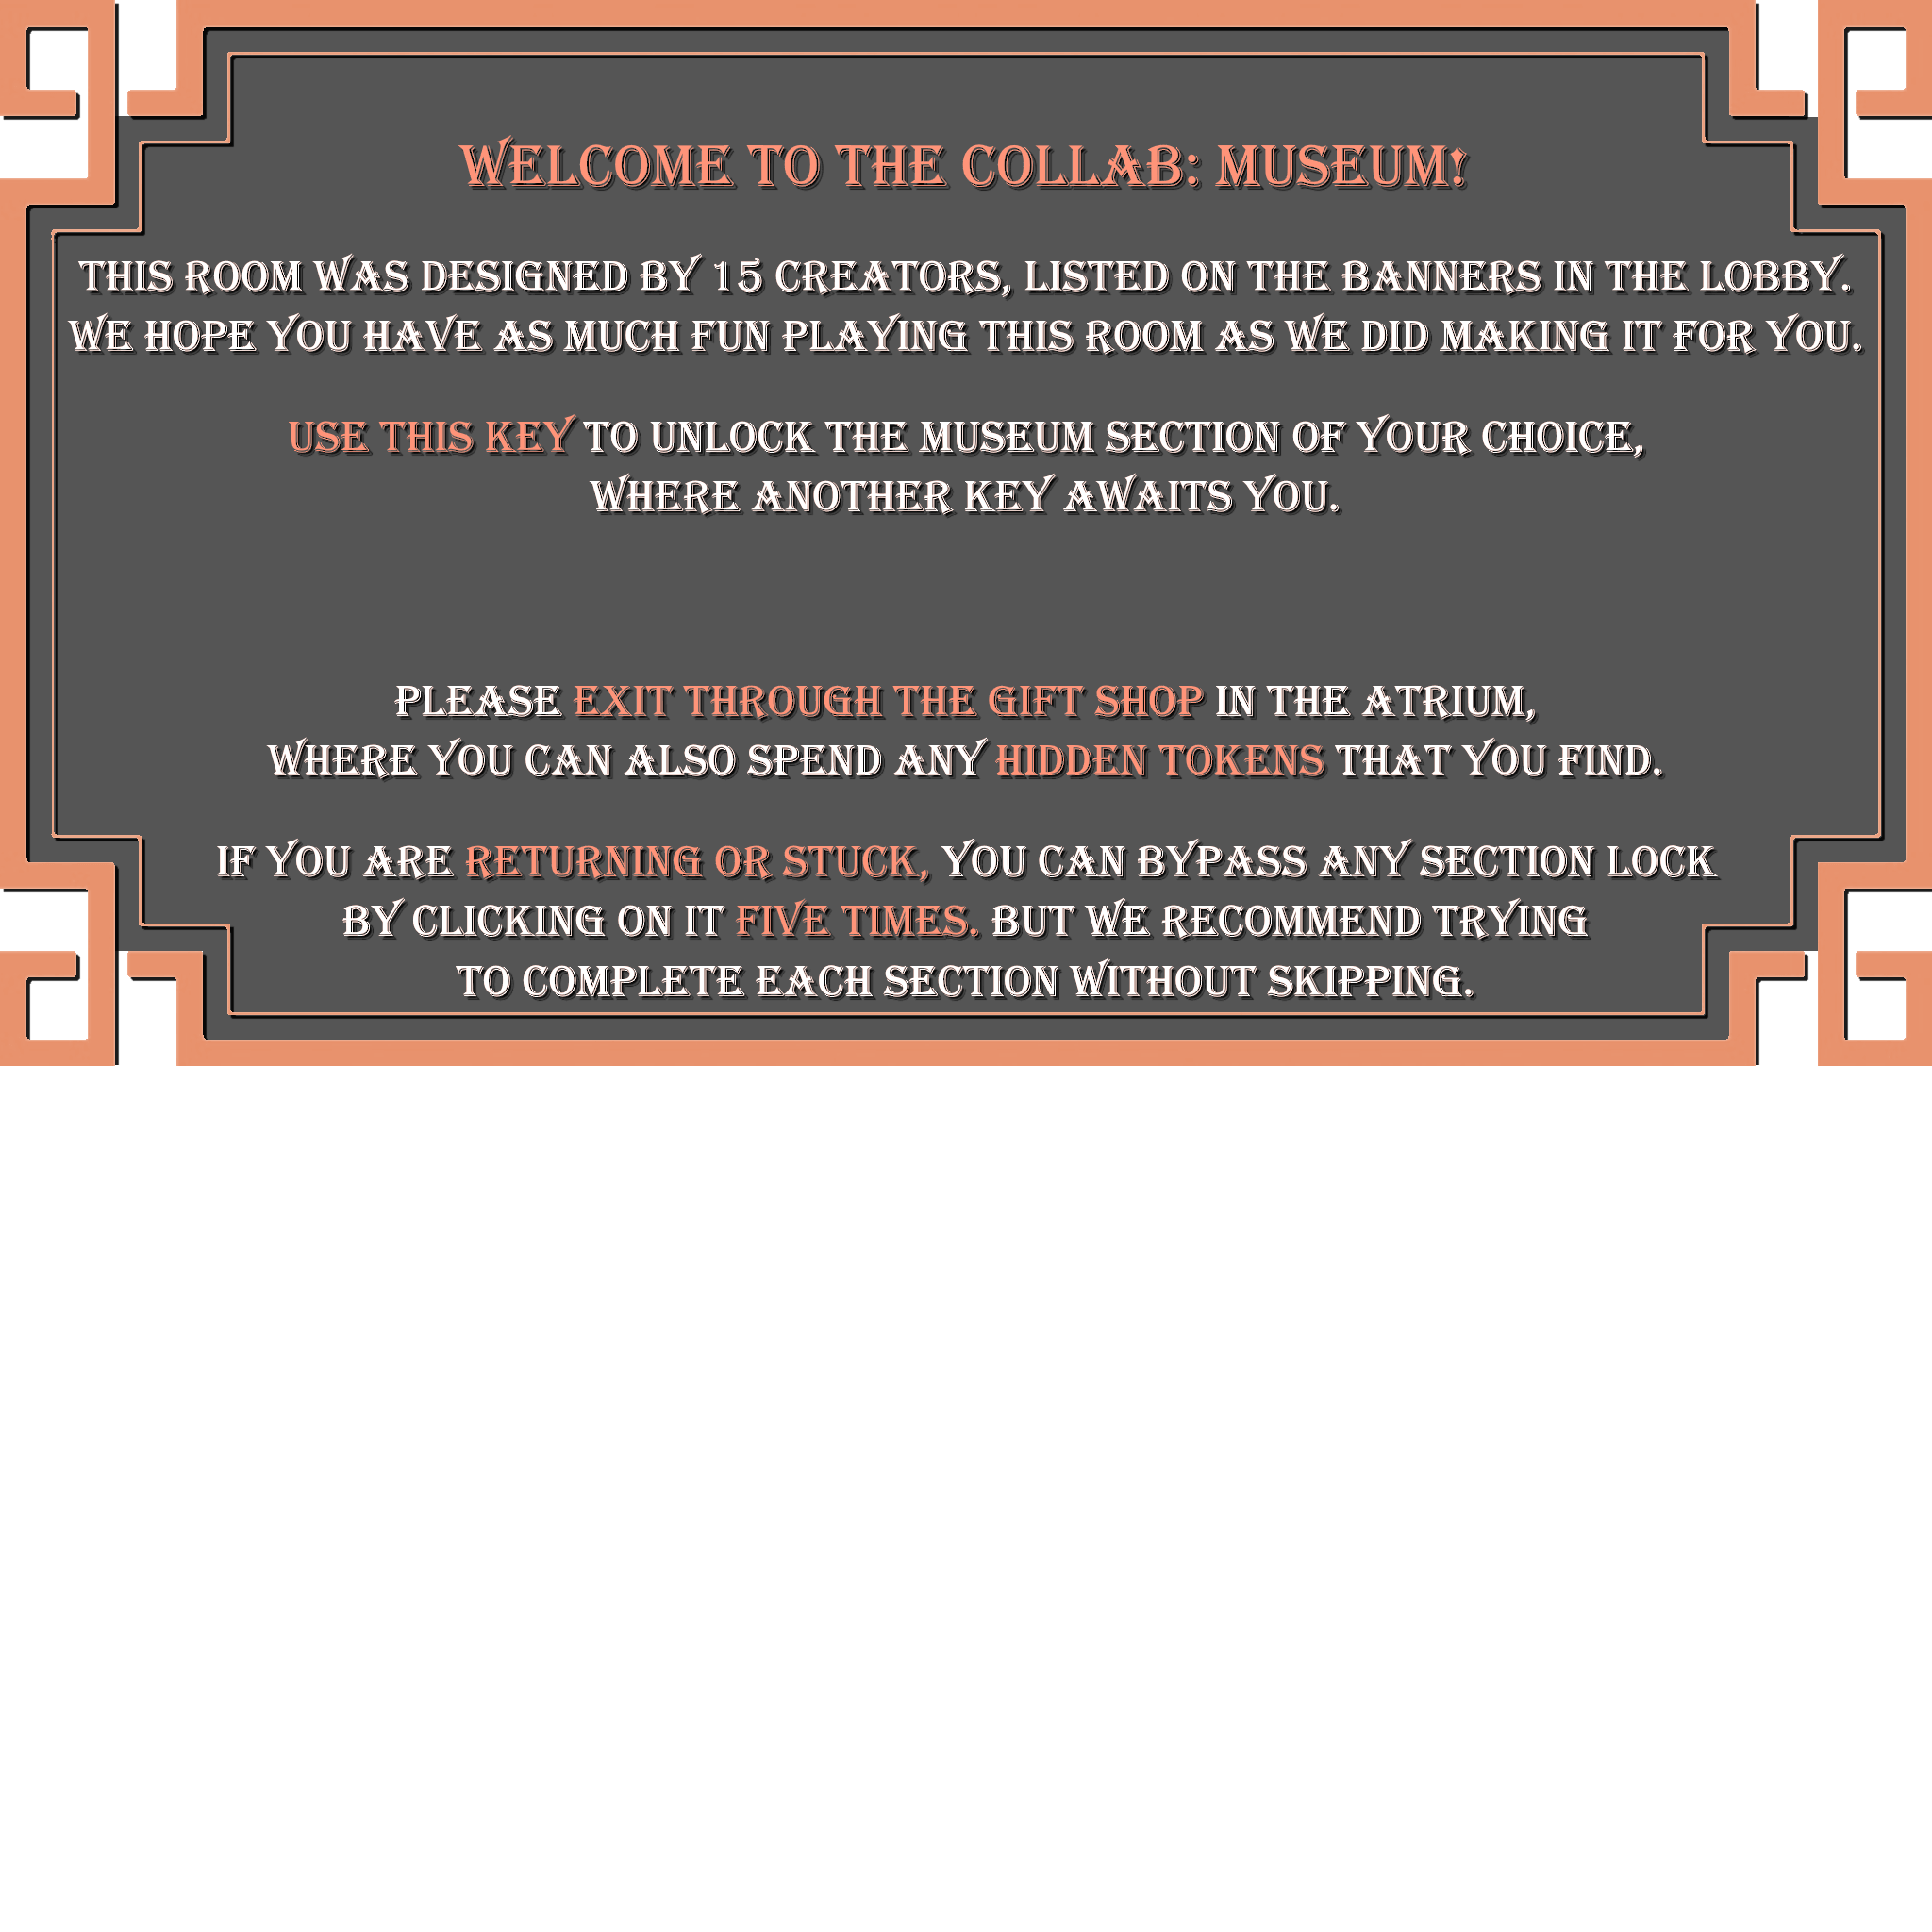 WELCOME TO THE COLLAB: MUSEUM!
THIS ROOM WAS DESIGNED BY 15 CREATORS, LISTED ON THE BANNERS IN THE LOBBY.
WE HOPE YOU HAVE AS MUCH FUN PLAYING THIS ROOM AS WE DID MAKING IT FOR YOU.
USE THIS KEY TO UNLOCK THE MUSEUM SECTION OF YOUR CHOICE,
WHERE ANOTHER KEY AWAITS YOU.
PLEASE EXIT THROUGH THE GIFT SHOP IN THE ATRIUM,
WHERE YOU CAN ALSO SPEND ANY HIDDEN TOKENS THAT YOU FIND.
IF YOU ARE RETURNING OR STUCK, YOU CAN BYPASS ANY SECTION LOCK
BY CLICKING ON IT FIVE TIMES. BUT WE RECOMMEND TRYING
TO COMPLETE EACH SECTION WITHOUT SKIPPING.